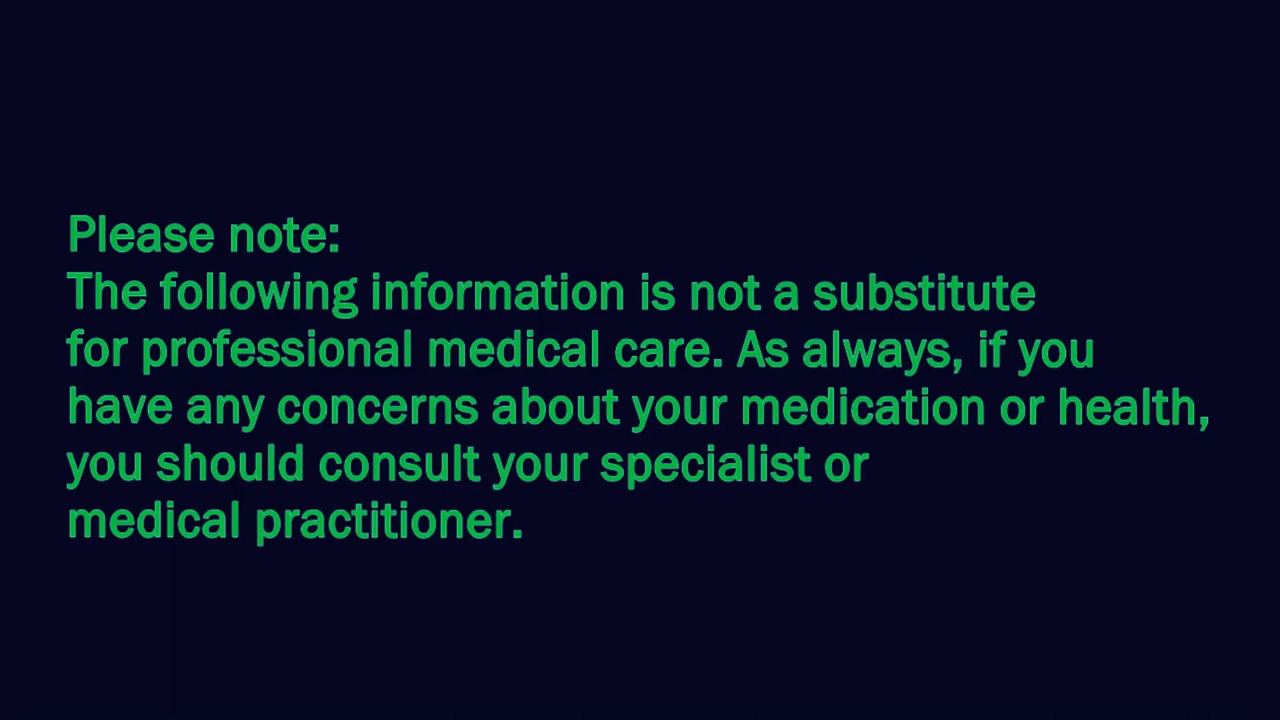 Please note:
The following information is not a substitute
for professional medical care. As always, if you
have any concerns about your medication or health,
you should consult your specialist or
medical practitioner.